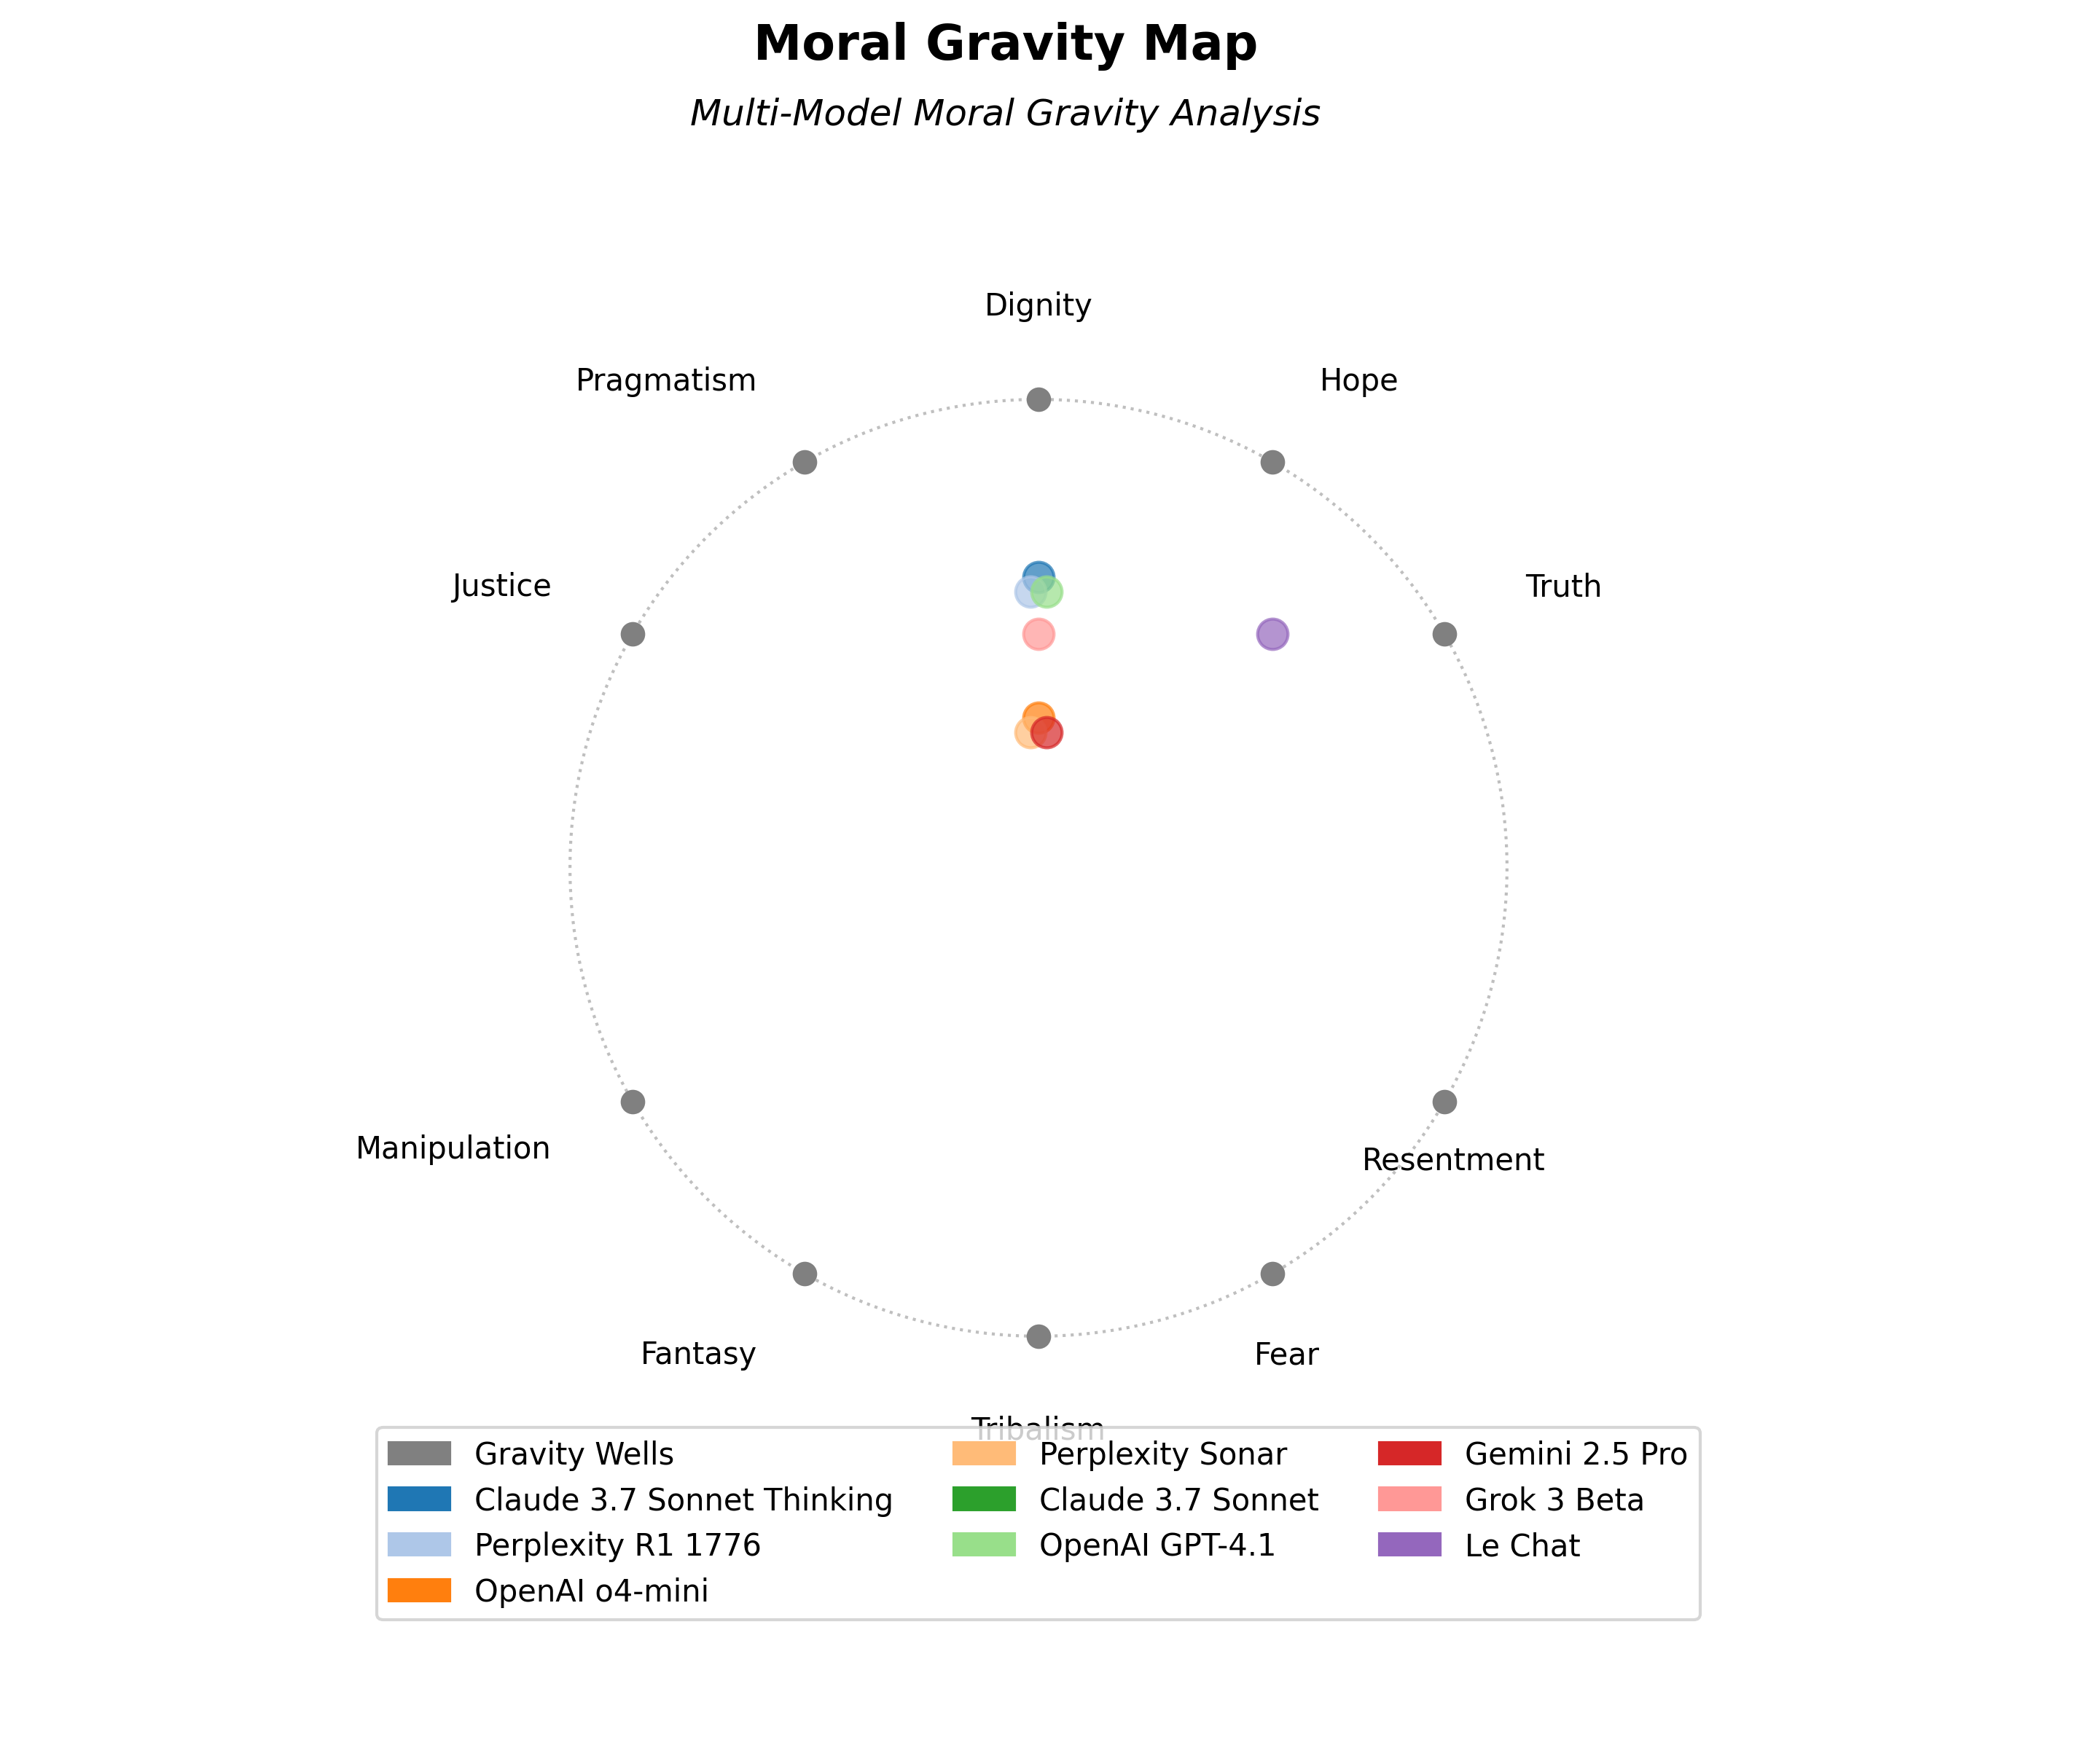 Moral Gravity Map
Multi-Model Moral Gravity Analysis
Dignity
Pragmatism
Hope
Justice
Truth
Manipulation
Resentment
Fantasy
Fear
Tribalism
Gravity Wells
Claude 3.7 Sonnet Thinking
Perplexity R1 1776
OpenAI o4-mini
Perplexity Sonar
Claude 3.7 Sonnet
OpenAI GPT-4.1
Gemini 2.5 Pro
Grok 3 Beta
Le Chat